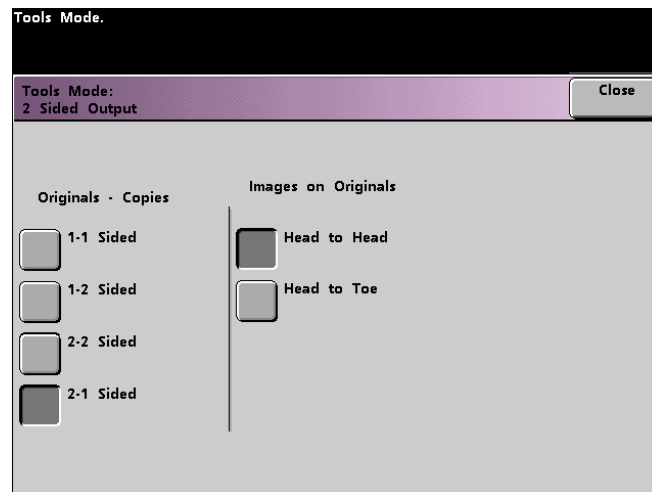 Tools Mode.
Tools Mode:
2 Sided Output
Close
Originals - Copies
1-1 Sided
1-2 Sided
2-2 Sided
2-1 Sided
Images on Originals
Head to Head
Head to Toe